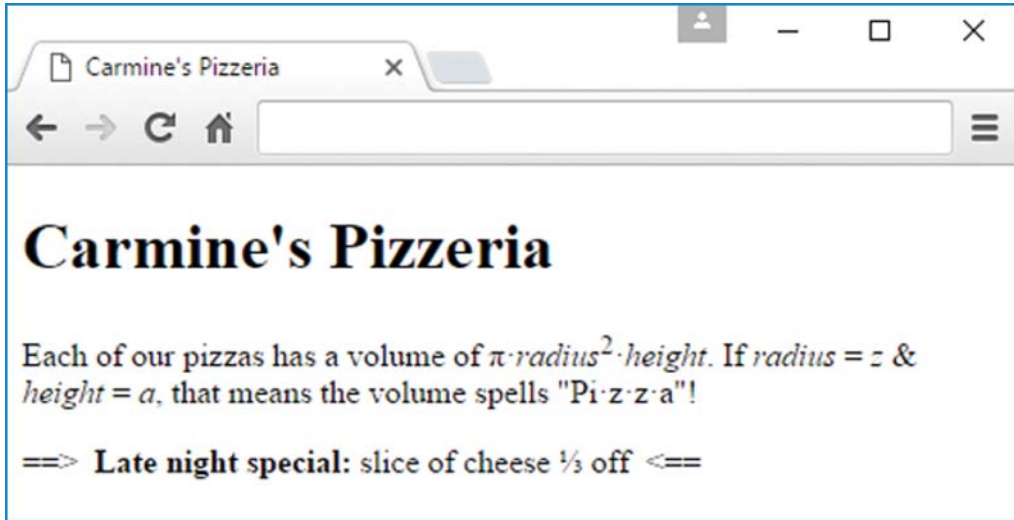 Carmine's Pizzeria
Carmine's Pizzeria
Each of our pizzas has a volume of π·radius²·height. If radius = z &
height = a, that means the volume spells "Pi·z·z·a"!
==> Late night special: slice of cheese ⅓ off <==